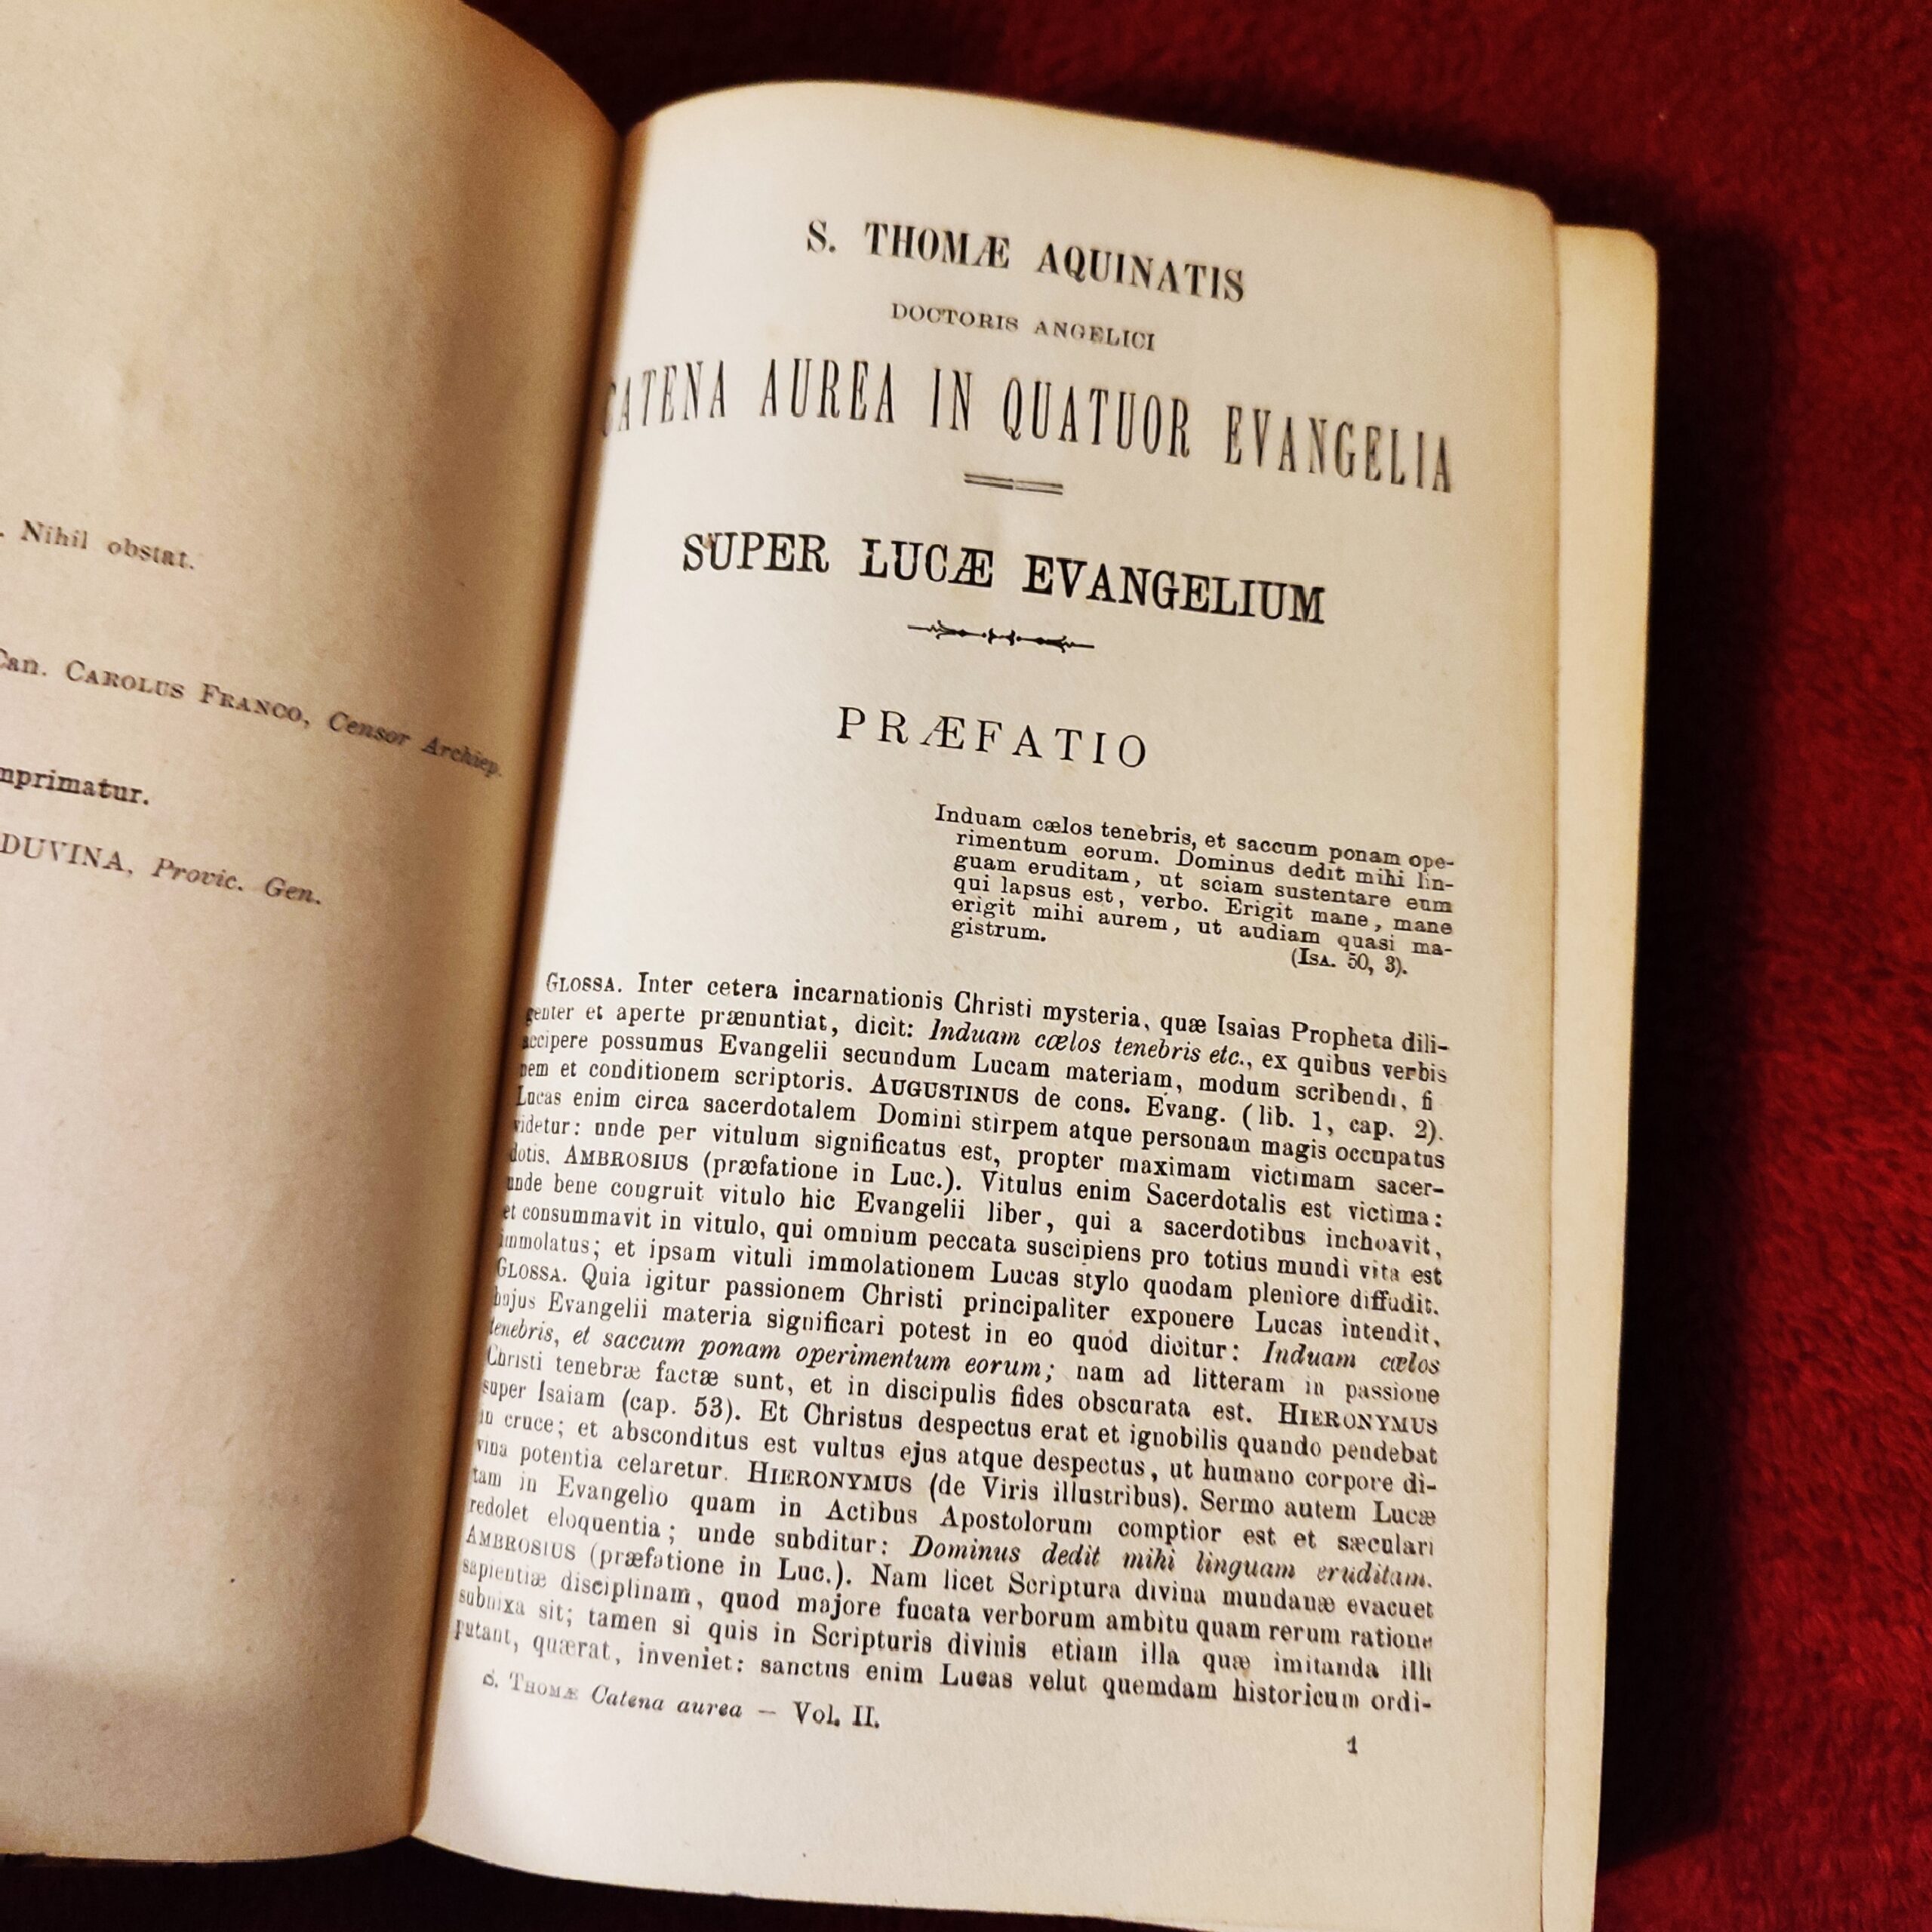 . Nihil obstat.
Can. CAROLUS FRANCO, Censor Archiep.
mprimatur.
DUVINA, Provic. Gen.
S. THOMÆ AQUINATIS
DOCTORIS ANGELICI
CATENA AUREA IN QUATUOR EVANGELIA
SUPER LUCÆ EVANGELIUM
PRÆFATIO
Induam cælos tenebris, et saccum ponam ope-
rimentum eorum. Dominus dedit mihi lin-
guam eruditam, ut sciam sustentare eum
qui lapsus est, verbo. Erigit mane, mane
erigit mihi aurem, ut audiam quasi ma-
gistrum.
(ISA. 50, 3).
GLOSSA. Inter cetera incarnationis Christi mysteria, quæ Isaias Propheta dili-
genter et aperte prænuntiat, dicit: Induam cælos tenebris etc., ex quibus verbis
accipere possumus Evangelii secundum Lucam materiam, modum scribendi, fi
nem et conditionem scriptoris. AUGUSTINUS de cons. Evang. (lib. 1, cap. 2).
Lucas enim circa sacerdotalem Domini stirpem atque personam magis occupatus
videtur: unde per vitulum significatus est, propter maximam victimam sacer-
dotis. AMBROSIUS (præfatione in Luc.). Vitulus enim Sacerdotalis est victima:
unde bene congruit vitulo hic Evangelii liber, qui a sacerdotibus inchoavit,
et consummavit in vitulo, qui omnium peccata suscipiens pro totius mundi vita est
immolatus; et ipsam vituli immolationem Lucas stylo quodam pleniore diffudit.
GLOSSA. Quia igitur passionem Christi principaliter exponere Lucas intendit,
hujus Evangelii materia significari potest in eo quod dicitur: Induam cælos
tenebris, et saccum ponam operimentum eorum; nam ad litteram in passione
Christi tenebræ factæ sunt, et in discipulis fides obscurata est. HIERONYMUS
super Isaiam (cap. 53). Et Christus despectus erat et ignobilis quando pendebat
in cruce; et absconditus est vultus ejus atque despectus, ut humano corpore di-
vina potentia celaretur. HIERONYMUS (de Viris illustribus). Sermo autem Lucæ
tam in Evangelio quam in Actibus Apostolorum comptior est et sæculari
redolet eloquentia; unde subditur: Dominus dedit mihi linguam eruditam.
AMBROSIUS (præfatione in Luc.). Nam licet Scriptura divina mundanæ evacuet
sapientiæ disciplinam, quod majore fucata verborum ambitu quam rerum ratione
subnixa sit; tamen si quis in Scripturis divinis etiam illa quæ imitanda illi
putant, quærat, inveniet: sanctus enim Lucas velut quemdam historicum ordi-
S. THOMÆ Catena aurea — Vol. II.
1